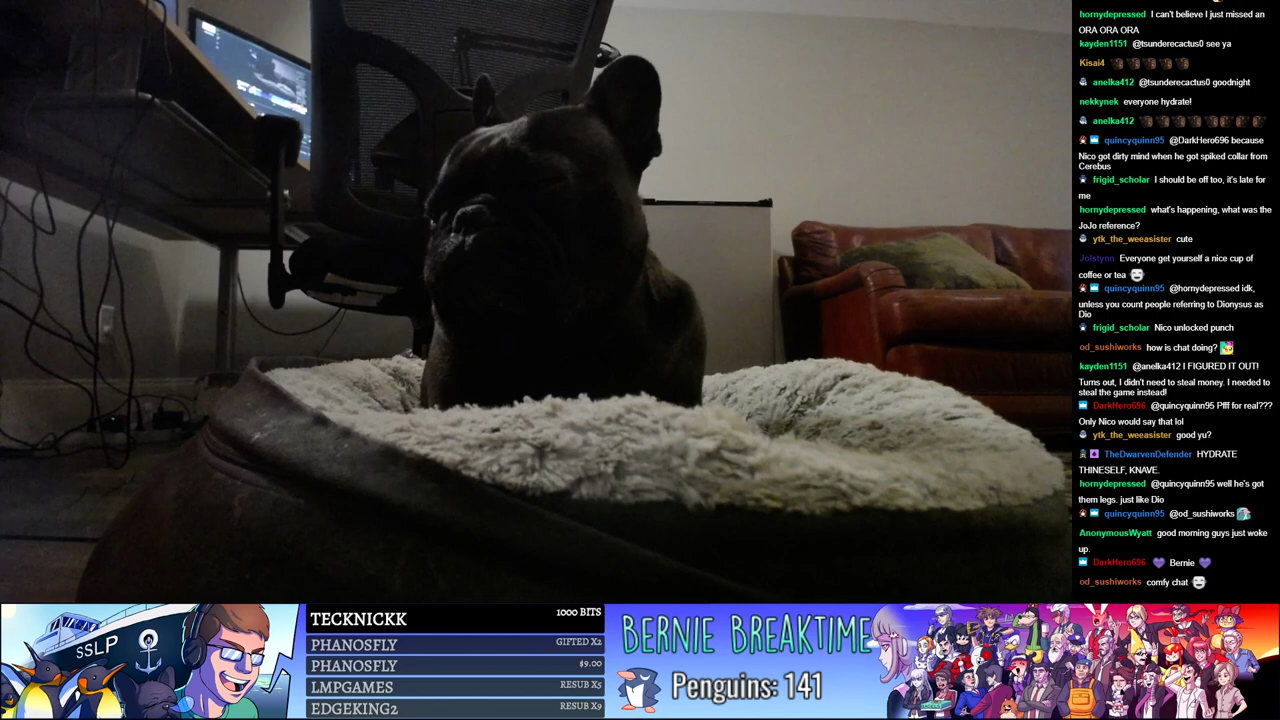 hornydepressed I can't believe I just missed an
ORA ORA ORA
kayden1151 @tsunderecactus0 see ya
Kisai4
anelka412 @tsunderecactus0 goodnight
nekkynek everyone hydrate!
anelka412
quincyquinn95 @DarkHero696 because
Nico got dirty mind when he got spiked collar from
Cerebus
frigid_scholar I should be off too, it's late for
me
hornydepressed what's happening, what was the
JoJo reference?
ytk_the_weeasister cute
Jolstynn Everyone get yourself a nice cup of
coffee or tea
quincyquinn95 @hornydepressed idk,
unless you count people referring to Dionysus as
Dio
frigid_scholar Nico unlocked punch
od_sushiworks how is chat doing?
kayden1151 @anelka412 I FIGURED IT OUT!
Turns out, I didn't need to steal money. I needed to
steal the game instead!
DarkHero696 @quincyquinn95 Pfff for real???
Only Nico would say that lol
ytk_the_weeasister good yu?
TheDwarvenDefender HYDRATE
THINESELF, KNAVE.
hornydepressed @quincyquinn95 well he's got
them legs. just like Dio
quincyquinn95 @od_sushiworks
AnonymousWyatt good morning guys just woke
up.
DarkHero696 Bernie
od_sushiworks comfy chat
SSLP
TECKNICKK 1000 BITS
PHANOSFLY GIFTED X2
PHANOSFLY $9.00
LMPGAMES RESUB X5
EDGEKING2 RESUB X9
BERNIE BREAKTIME
Penguins: 141